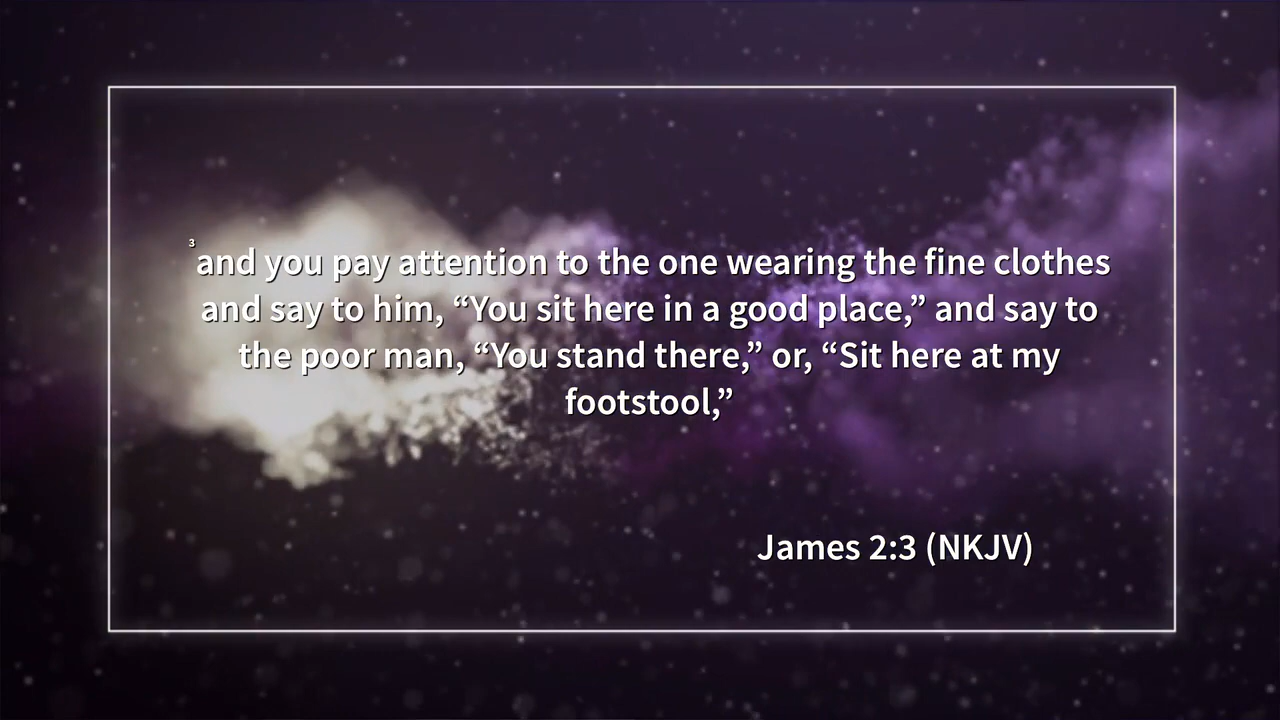 3 and you pay attention to the one wearing the fine clothes
and say to him, “You sit here in a good place,” and say to
the poor man, “You stand there,” or, “Sit here at my
footstool,”
James 2:3 (NKJV)